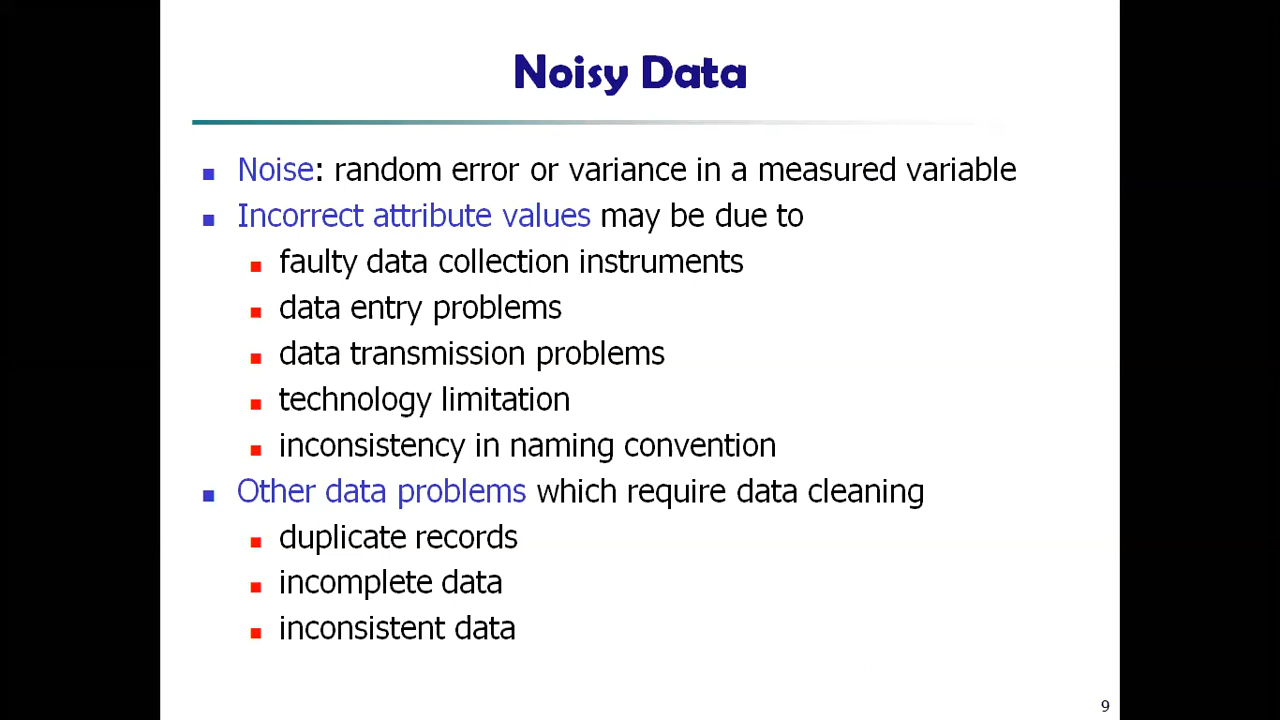 Noisy Data
Noise: random error or variance in a measured variable
Incorrect attribute values may be due to
faulty data collection instruments
data entry problems
data transmission problems
technology limitation
inconsistency in naming convention
Other data problems which require data cleaning
duplicate records
incomplete data
inconsistent data
9